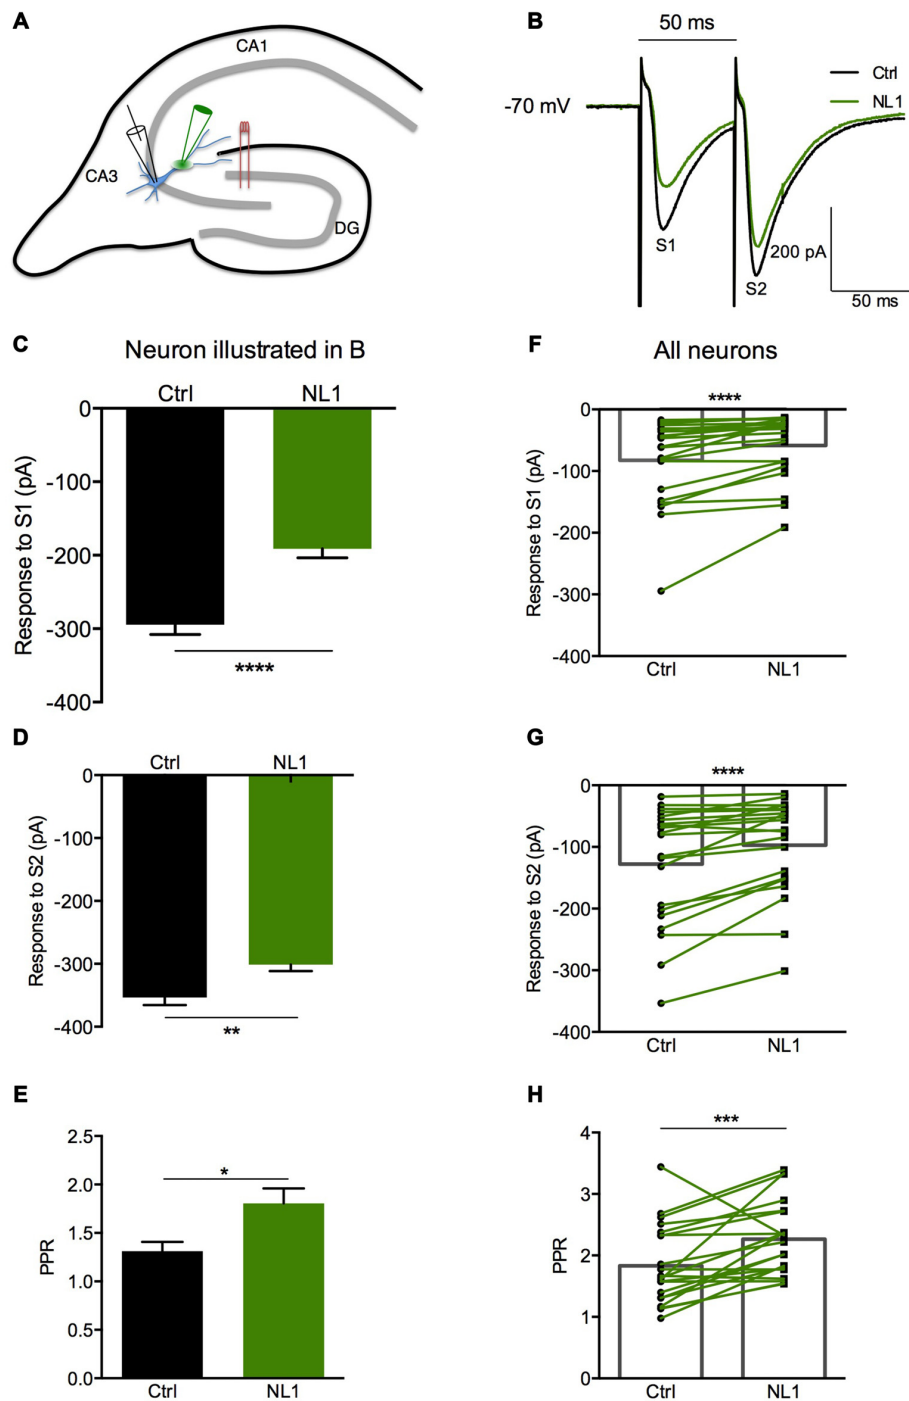 A
CA1
CA3
DG
B
50 ms
-70 mV
Ctrl
NL1
S1
S2
200 pA
50 ms
C
Neuron illustrated in B
Ctrl
NL1
Response to S1 (pA)
0
-100
-200
-300
-400
****
F
All neurons
****
Response to S1 (pA)
0
-100
-200
-300
-400
Ctrl
NL1
D
Ctrl
NL1
Response to S2 (pA)
0
-100
-200
-300
-400
**
G
****
Response to S2 (pA)
0
-100
-200
-300
-400
Ctrl
NL1
E
PPR
2.5
2.0
1.5
1.0
0.5
0.0
*
Ctrl
NL1
H
***
PPR
4
3
2
1
0
Ctrl
NL1